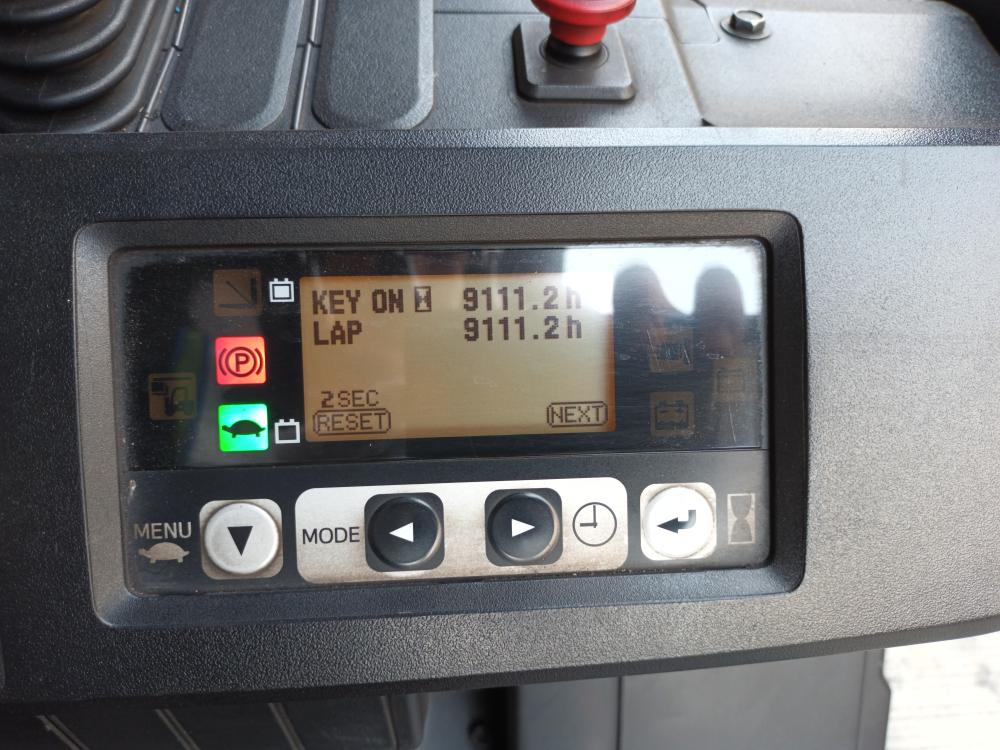 KEY ON 9111.2h
LAP 9111.2h
P
2SEC
RESET NEXT
MENU MODE